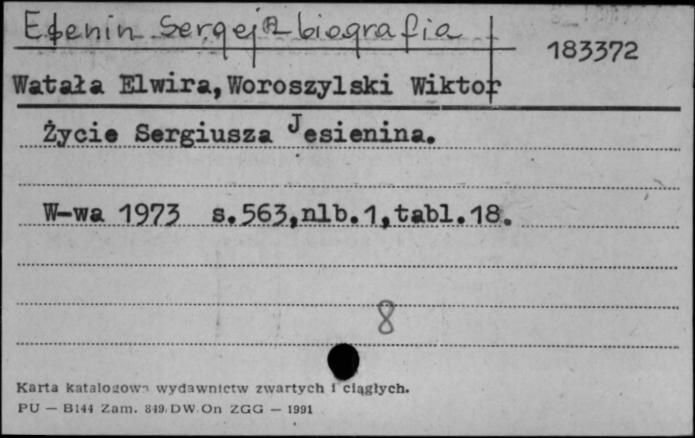 Esenin Sergej - biografia
183372
Watała Elwira, Woroszylski Wiktor
Życie Sergiusza Jesienina.
W-wa 1973 s.563,nlb.1,tabl.18.
8
Karta katalogowa wydawnictw zwartych i ciągłych.
PU — B144 Zam. 849 DW On ZGG — 1991